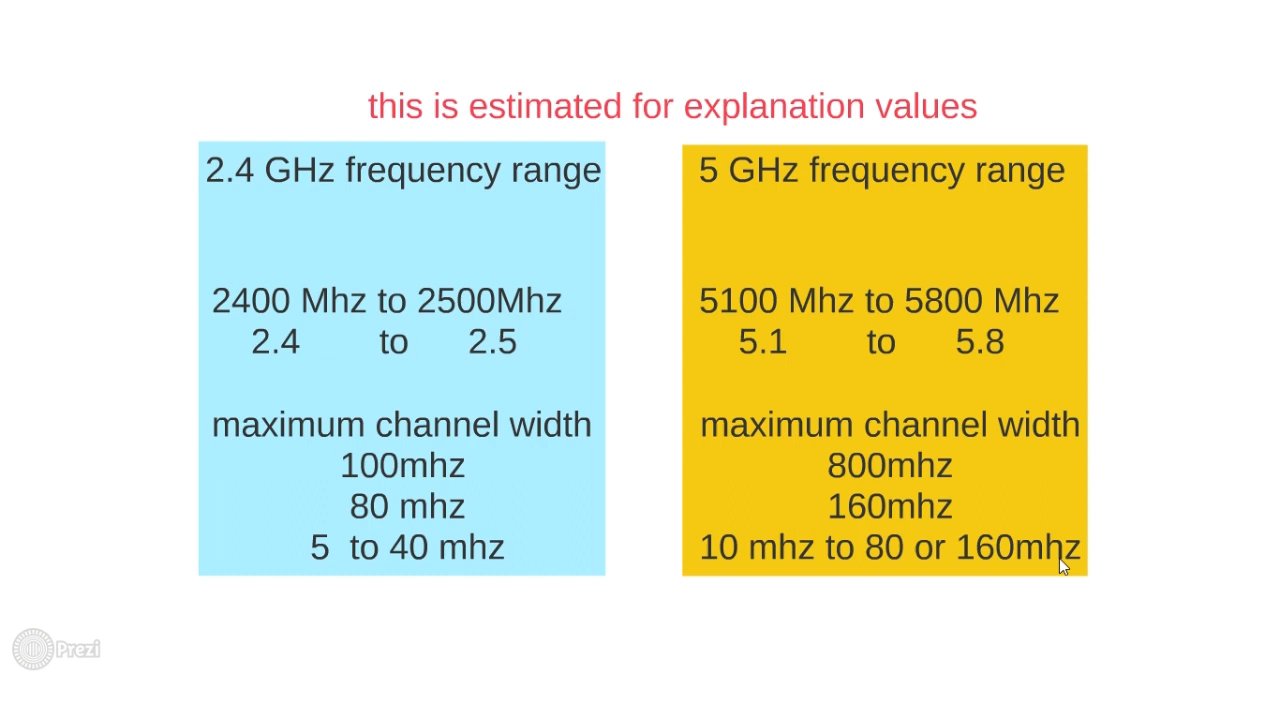 this is estimated for explanation values
2.4 GHz frequency range
2400 Mhz to 2500Mhz
2.4 to 2.5
maximum channel width
100mhz
80 mhz
5 to 40 mhz
5 GHz frequency range
5100 Mhz to 5800 Mhz
5.1 to 5.8
maximum channel width
800mhz
160mhz
10 mhz to 80 or 160mhz
Prezi